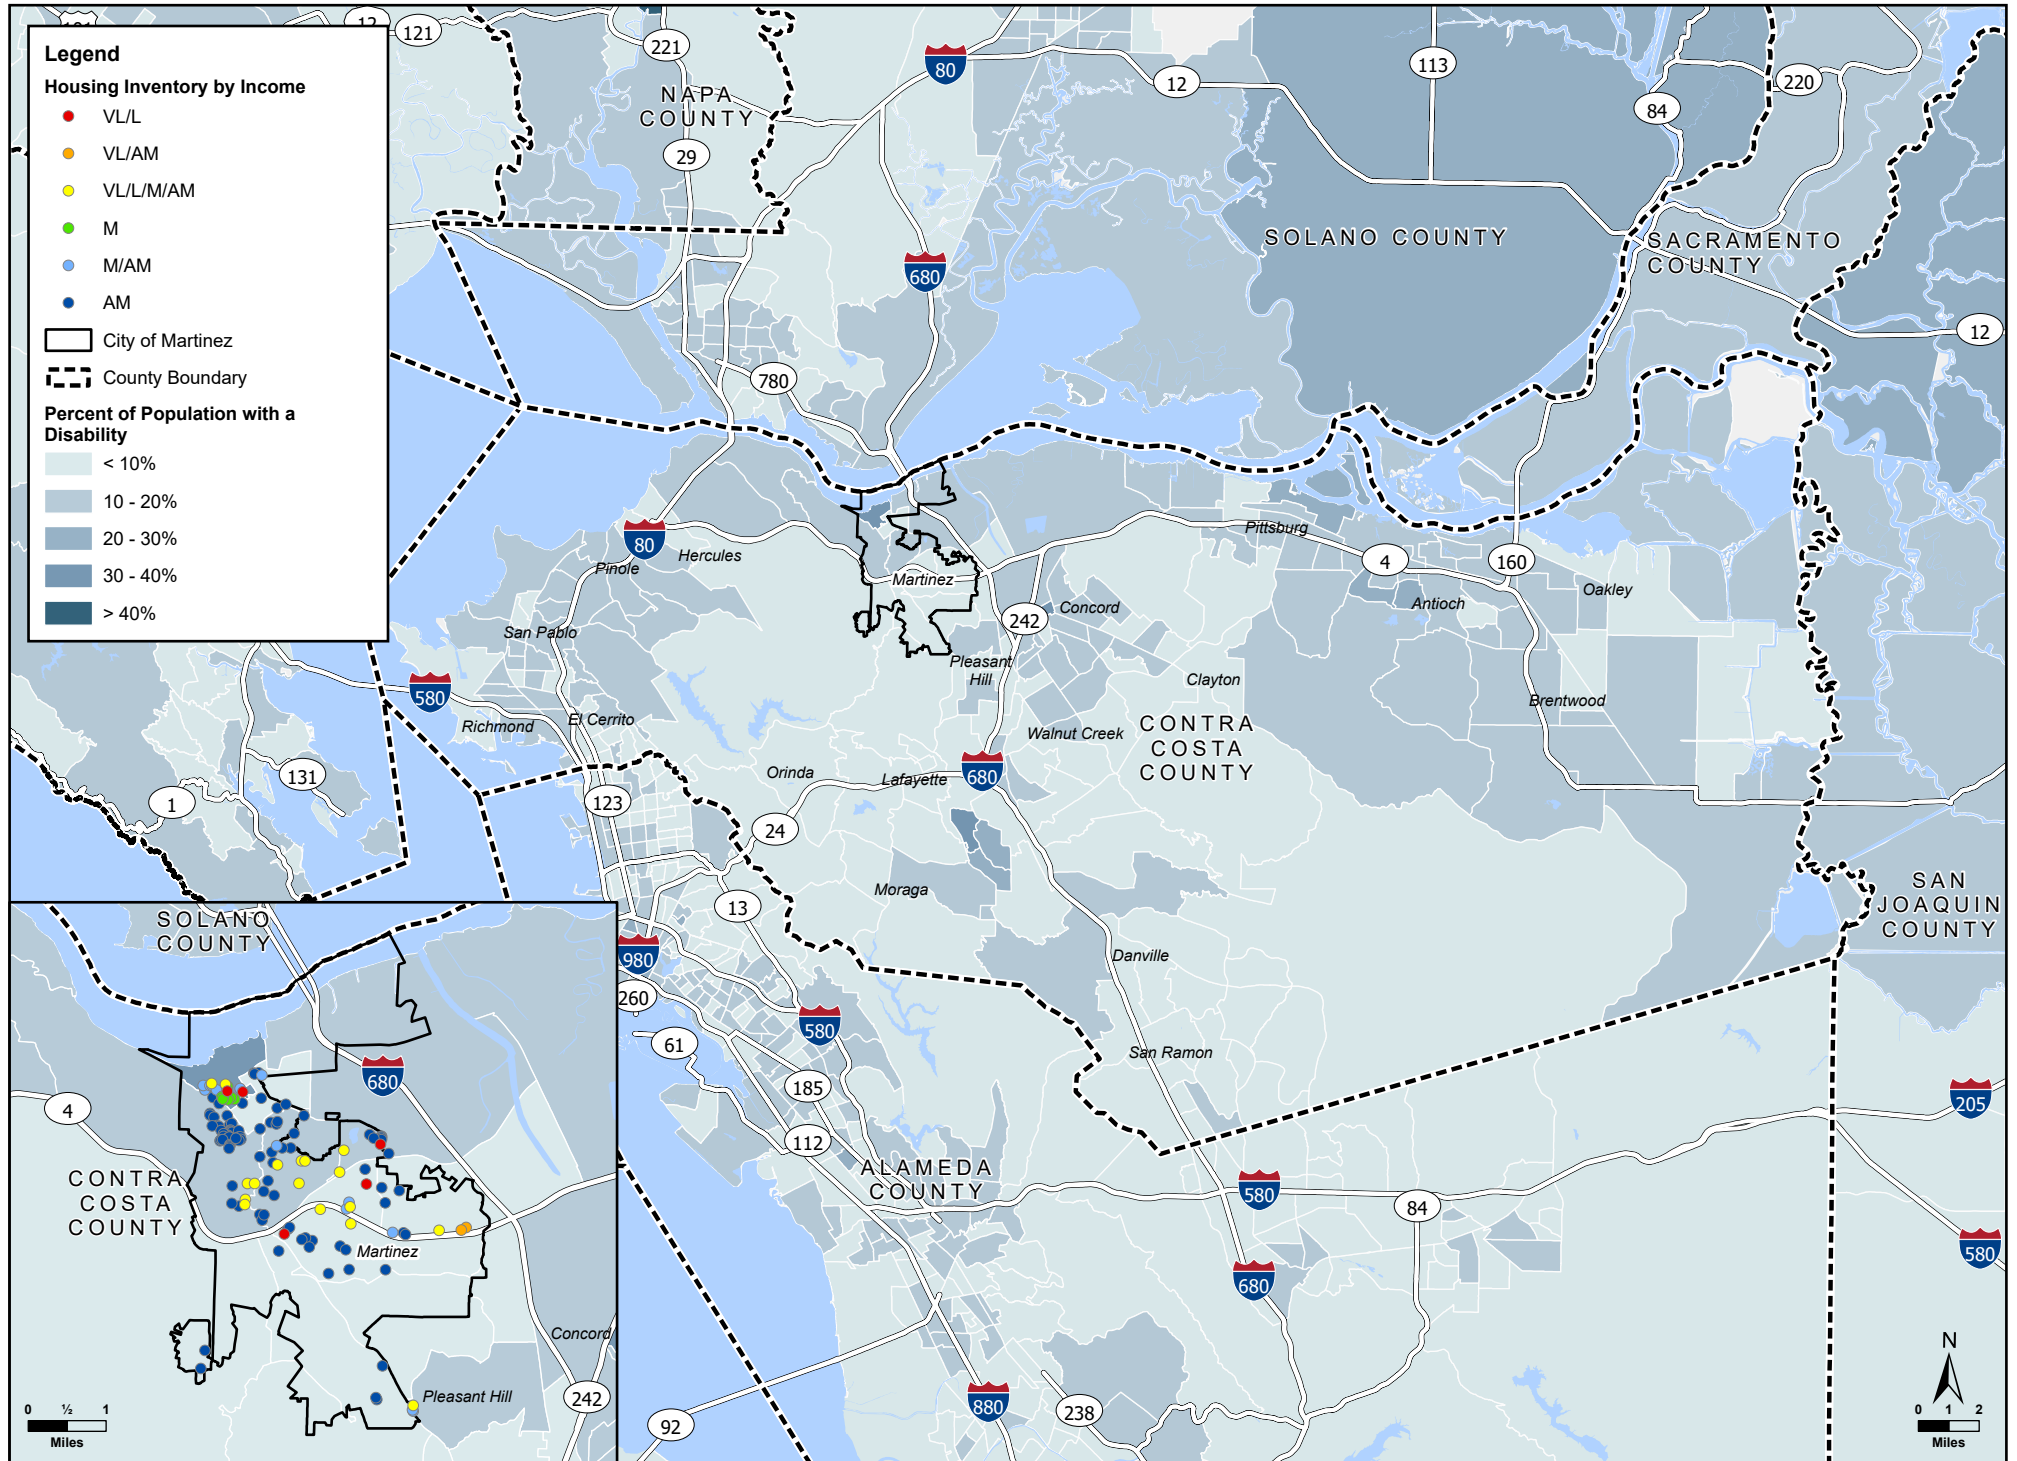 Legend
Housing Inventory by Income
VL/L
VL/AM
VL/L/M/AM
M
M/AM
AM
City of Martinez
County Boundary
Percent of Population with a
Disability
< 10%
10 - 20%
20 - 30%
30 - 40%
> 40%
12
121
221
80
12
113
84
220
NAPA
COUNTY
29
680
SOLANO COUNTY
SACRAMENTO
COUNTY
12
780
80
Hercules
Pinole
Martinez
Pittsburg
4
160
Oakley
Antioch
242
Concord
San Pablo
Pleasant
Hill
Clayton
580
Richmond
El Cerrito
Brentwood
Walnut Creek
CONTRA
COSTA
COUNTY
131
1
Orinda
Lafayette
680
123
24
Moraga
13
SAN
JOAQUIN
COUNTY
980
Danville
260
580
61
San Ramon
185
205
112
ALAMEDA
COUNTY
580
84
580
680
880
238
92
N
0 1 2
Miles
SOLANO
COUNTY
680
4
CONTRA
COSTA
COUNTY
Martinez
Concord
Pleasant Hill
242
0 ½ 1
Miles